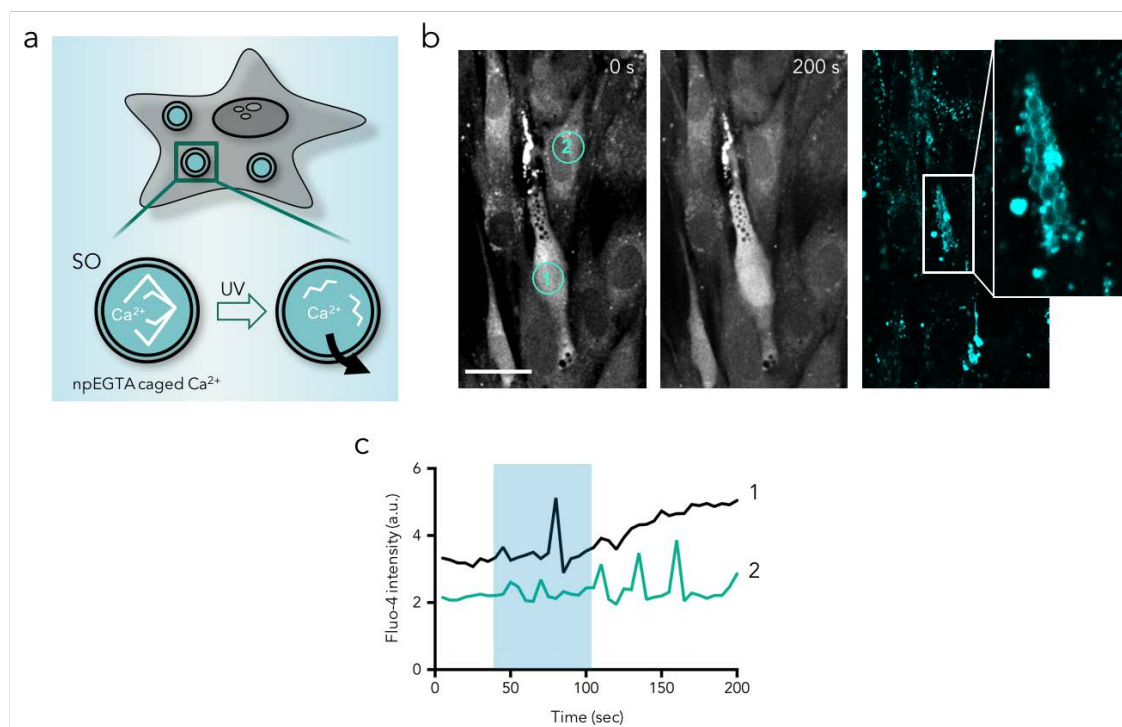 a
SO
Ca²⁺
UV
Ca²⁺
npEGTA caged Ca²⁺
b
0 s
2
1
200 s
c
Fluo-4 intensity (a.u.)
6
4
2
0
1
2
0
50
100
150
200
Time (sec)